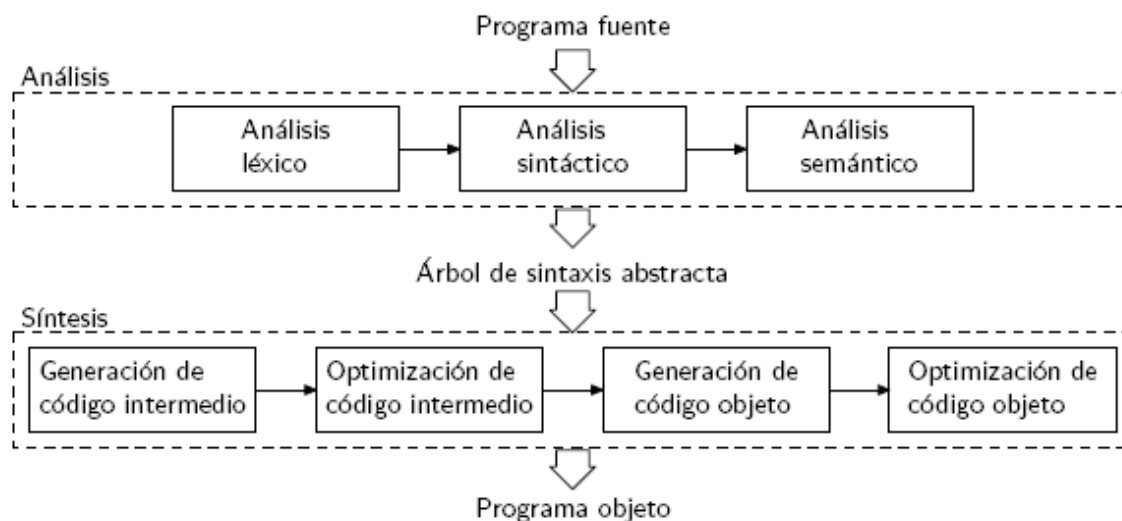 Programa fuente
Análisis
Análisis
léxico
Análisis
sintáctico
Análisis
semántico
Árbol de sintaxis abstracta
Síntesis
Generación de
código intermedio
Optimización de
código intermedio
Generación de
código objeto
Optimización de
código objeto
Programa objeto